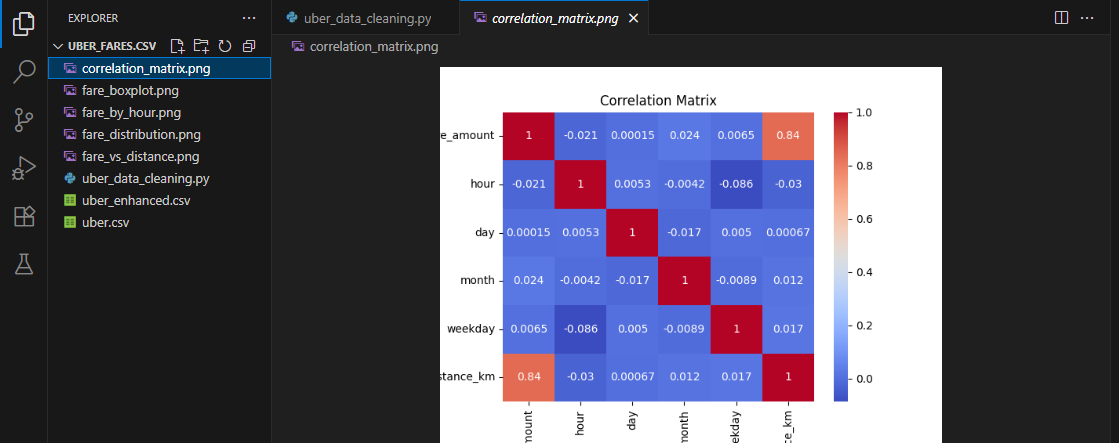 EXPLORER
UBER_FARES.CSV
correlation_matrix.png
fare_boxplot.png
fare_by_hour.png
fare_distribution.png
fare_vs_distance.png
uber_data_cleaning.py
uber_enhanced.csv
uber.csv
uber_data_cleaning.py
correlation_matrix.png
correlation_matrix.png
Correlation Matrix
e_amount 1 -0.021 0.00015 0.024 0.0065 0.84
hour -0.021 1 0.0053 -0.0042 -0.086 -0.03
day 0.00015 0.0053 1 -0.017 0.005 0.00067
month 0.024 -0.0042 -0.017 1 -0.0089 0.012
weekday 0.0065 -0.086 0.005 -0.0089 1 0.017
stance_km 0.84 -0.03 0.00067 0.012 0.017 1
mount
hour
day
month
ekday
ce_km
1.0
0.8
0.6
0.4
0.2
0.0